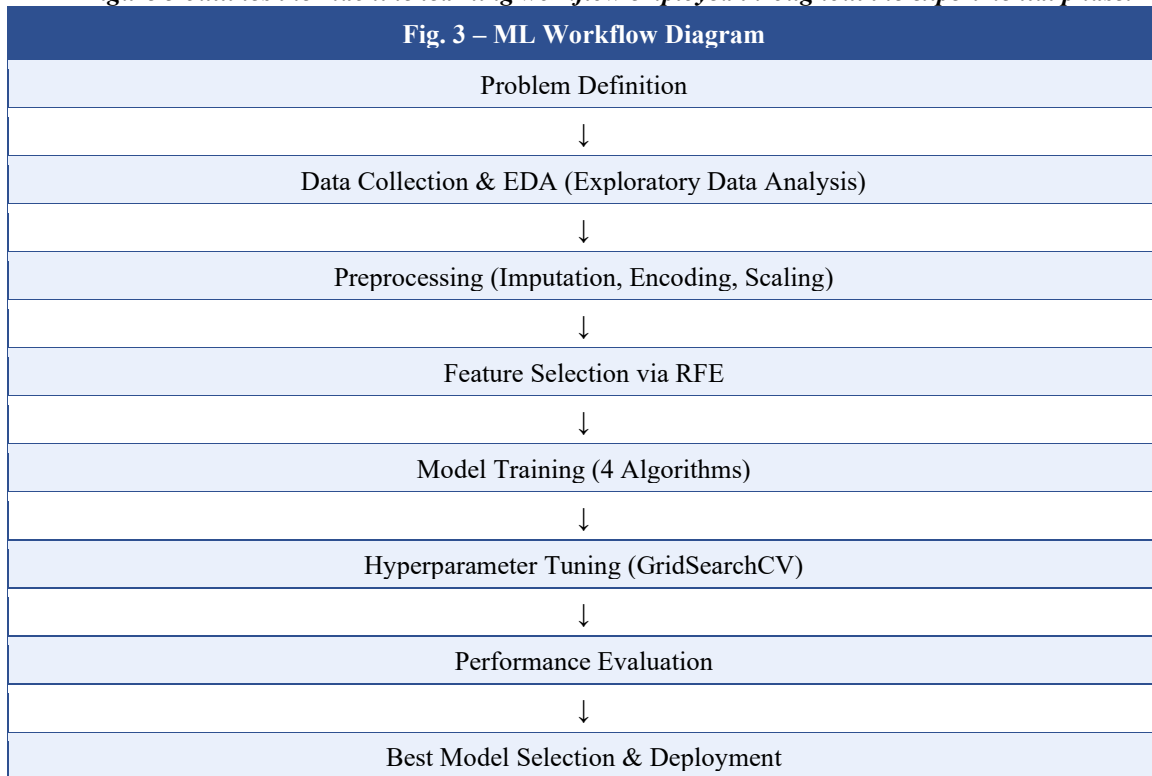 Fig. 3 – ML Workflow Diagram
Problem Definition
↓
Data Collection & EDA (Exploratory Data Analysis)
↓
Preprocessing (Imputation, Encoding, Scaling)
↓
Feature Selection via RFE
↓
Model Training (4 Algorithms)
↓
Hyperparameter Tuning (GridSearchCV)
↓
Performance Evaluation
↓
Best Model Selection & Deployment